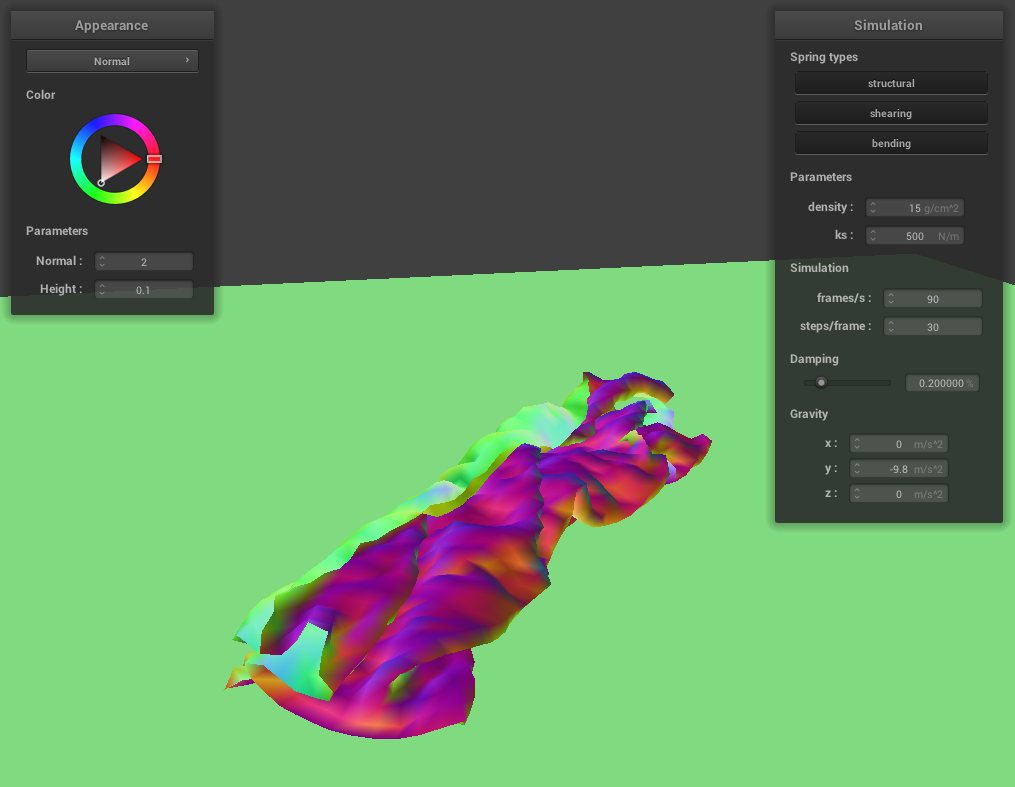 Appearance
Normal
Color
Parameters
Normal : 2
Height : 0.1
Simulation
Spring types
structural
shearing
bending
Parameters
density : 15 g/cm^2
ks : 500 N/m
Simulation
frames/s : 90
steps/frame : 30
Damping
0.200000 %
Gravity
x : 0 m/s^2
y : -9.8 m/s^2
z : 0 m/s^2